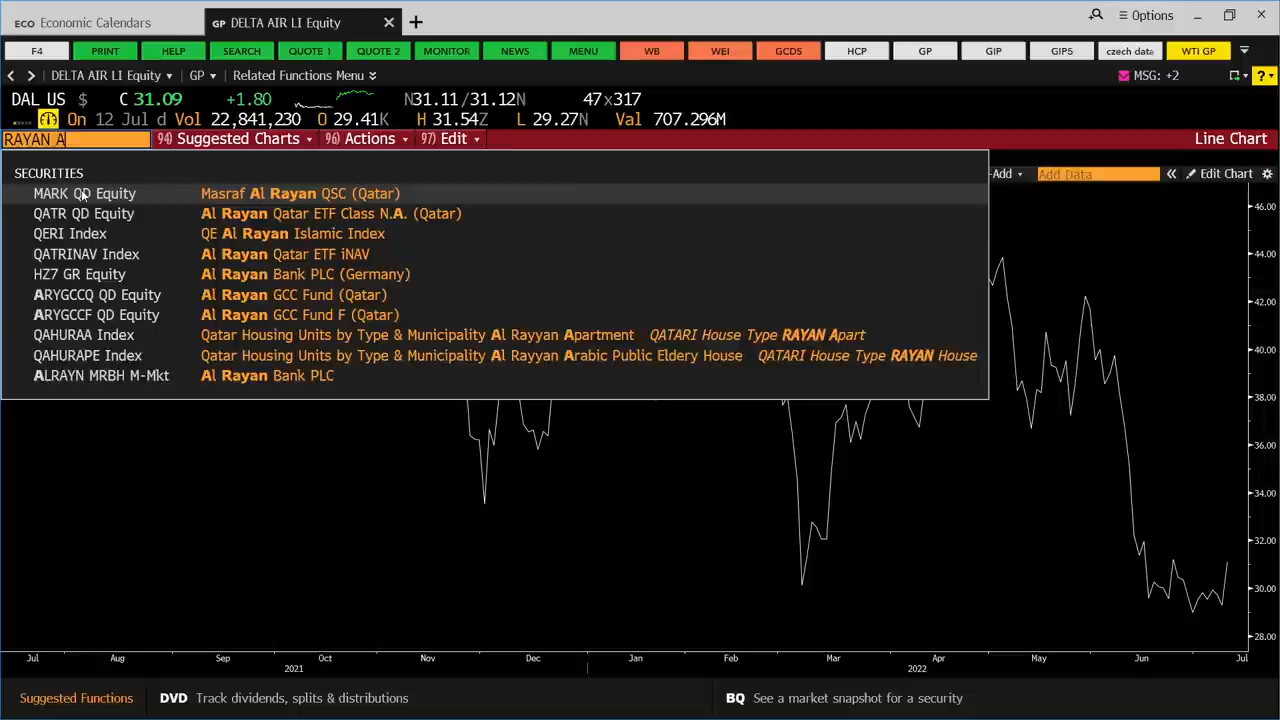 ECO Economic Calendars GP DELTA AIR LI Equity Options
F4 PRINT HELP SEARCH QUOTE 1 QUOTE 2 MONITOR NEWS MENU WB WEI GCDS HCP GP GIP GIP5 czech data WTI GP
DELTA AIR LI Equity GP Related Functions Menu MSG: +2 ?
DAL US $ C 31.09 +1.80 N31.11/31.12N 47x317
On 12 Jul d Vol 22,841,230 O 29.41K H 31.54Z L 29.27N Val 707.296M
RAYAN A 94) Suggested Charts 96) Actions 97) Edit Line Chart
SECURITIES Add Add Data « Edit Chart
MARK QD Equity Masraf Al Rayan QSC (Qatar)
QATR QD Equity Al Rayan Qatar ETF Class N.A. (Qatar)
QERI Index QE Al Rayan Islamic Index
QATRINAV Index Al Rayan Qatar ETF iNAV
HZ7 GR Equity Al Rayan Bank PLC (Germany)
ARYGCCQ QD Equity Al Rayan GCC Fund (Qatar)
ARYGCCF QD Equity Al Rayan GCC Fund F (Qatar)
QAHURAA Index Qatar Housing Units by Type & Municipality Al Rayyan Apartment QATARI House Type RAYAN Apart
QAHURAPE Index Qatar Housing Units by Type & Municipality Al Rayyan Arabic Public Eldery House QATARI House Type RAYAN House
ALRAYN MRBH M-Mkt Al Rayan Bank PLC
46.00
44.00
42.00
40.00
38.00
36.00
34.00
32.00
30.00
28.00
Jul Aug Sep Oct Nov Dec Jan Feb Mar Apr May Jun Jul
2021 2022
Suggested Functions DVD Track dividends, splits & distributions BQ See a market snapshot for a security